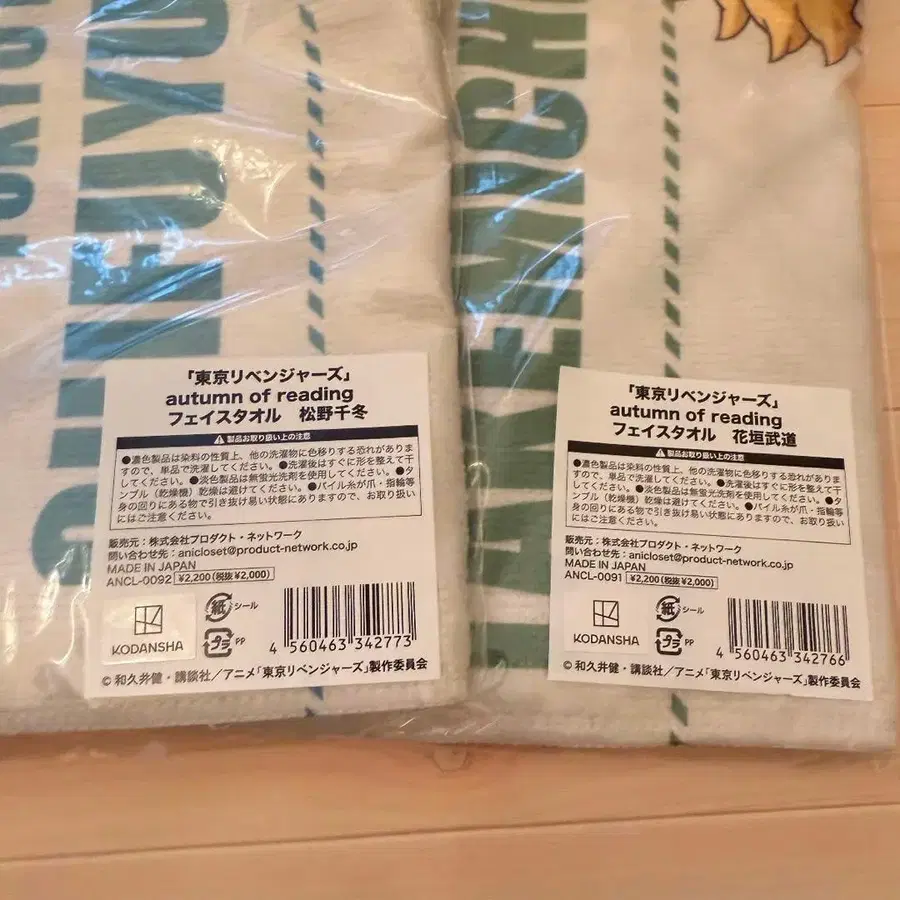 CHIFUYU
TAKEMICHI
「東京リベンジャーズ」
autumn of reading
フェイスタオル 松野千冬
製品お取り扱い上の注意
●濃色製品は染料の性質上、他の洗濯物に色移りする恐れがありま
すので、単品で洗濯してください。●洗濯後はすぐに形を整えて干
してください。●淡色製品は無蛍光洗剤を使用してください。●タ
ンブル（乾燥機）乾燥は避けてください。●パイル糸が爪・指輪等
身の回りにある物で引き抜け易い状態にありますので、お取り扱い
にはご注意ください。
販売元：株式会社プロダクト・ネットワーク
問い合わせ先：anicloset@product-network.co.jp
MADE IN JAPAN
ANCL-0092 ¥2,200(税抜¥2,000)
KODANSHA
紙 シール
プラ PP
4 560463 342773
© 和久井健・講談社／アニメ「東京リベンジャーズ」製作委員会
「東京リベンジャーズ」
autumn of reading
フェイスタオル 花垣武道
製品お取り扱い上の注意
●濃色製品は染料の性質上、他の洗濯物に色移りする恐れがありま
すので、単品で洗濯してください。●洗濯後はすぐに形を整えて干
してください。●淡色製品は無蛍光洗剤を使用してください。●タ
ンブル（乾燥機）乾燥は避けてください。●パイル糸が爪・指輪等
身の回りにある物で引き抜け易い状態にありますので、お取り扱い
にはご注意ください。
販売元：株式会社プロダクト・ネットワーク
問い合わせ先：anicloset@product-network.co.jp
MADE IN JAPAN
ANCL-0091 ¥2,200(税抜¥2,000)
KODANSHA
紙 シール
プラ PP
4 560463 342766
© 和久井健・講談社／アニメ「東京リベンジャーズ」製作委員会